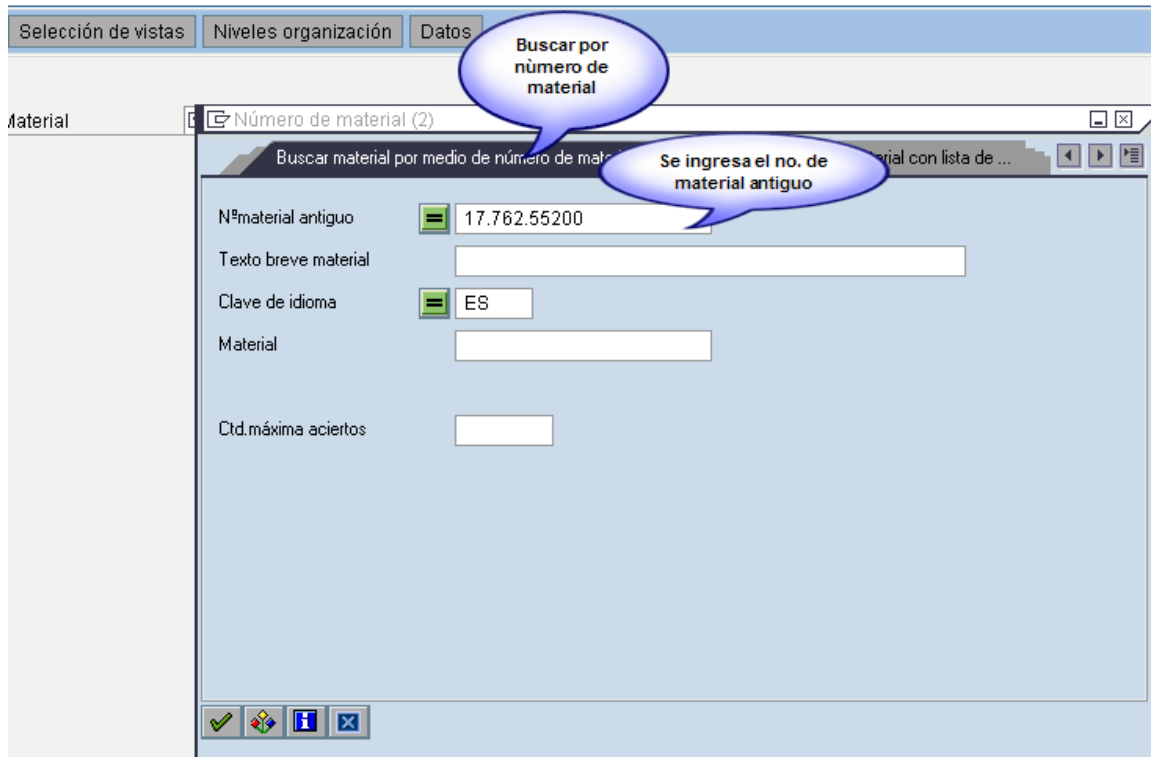 Selección de vistas Niveles organización Datos
Buscar por
nùmero de
material
Material
Número de material (2)
Buscar material por medio de número de mate
Se ingresa el no. de
material antiguo
rial con lista de ...
Nºmaterial antiguo = 17.762.55200
Texto breve material
Clave de idioma = ES
Material
Ctd.máxima aciertos